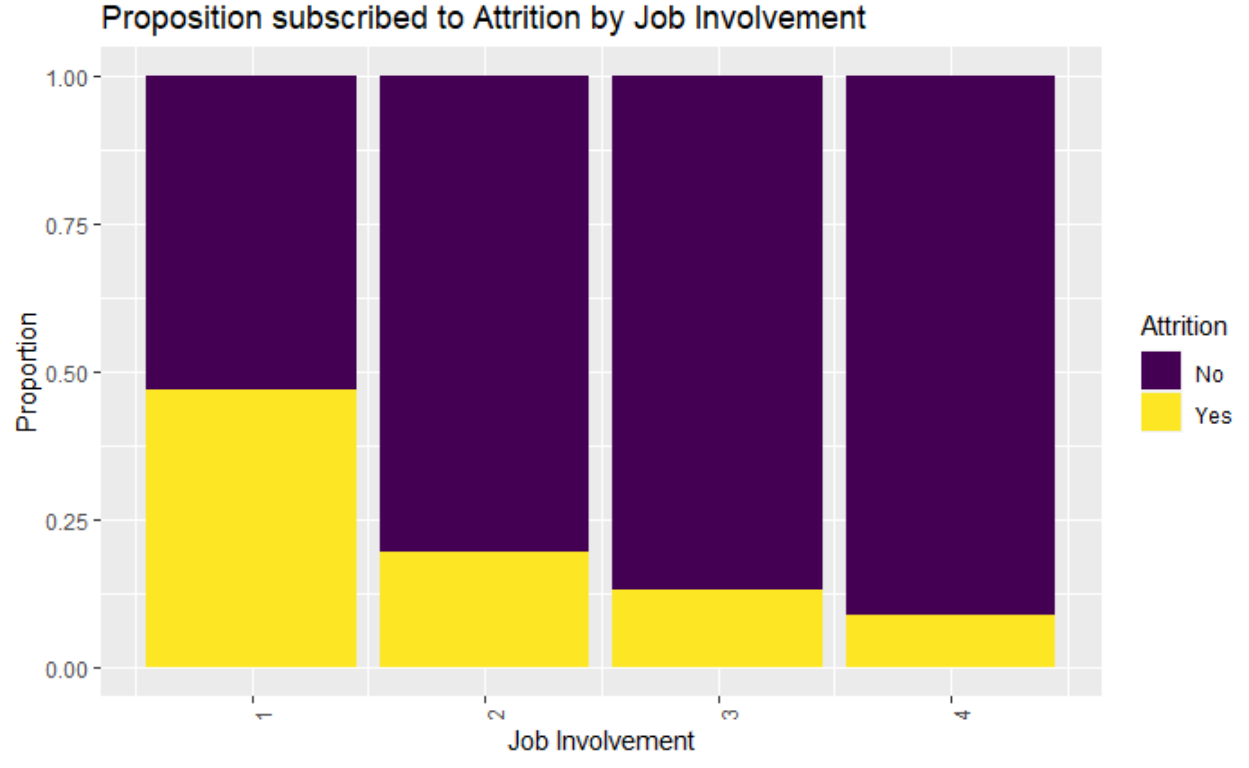 Proposition subscribed to Attrition by Job Involvement
1.00
0.75
0.50
0.25
0.00
Proportion
1
2
3
4
Job Involvement
Attrition
No
Yes